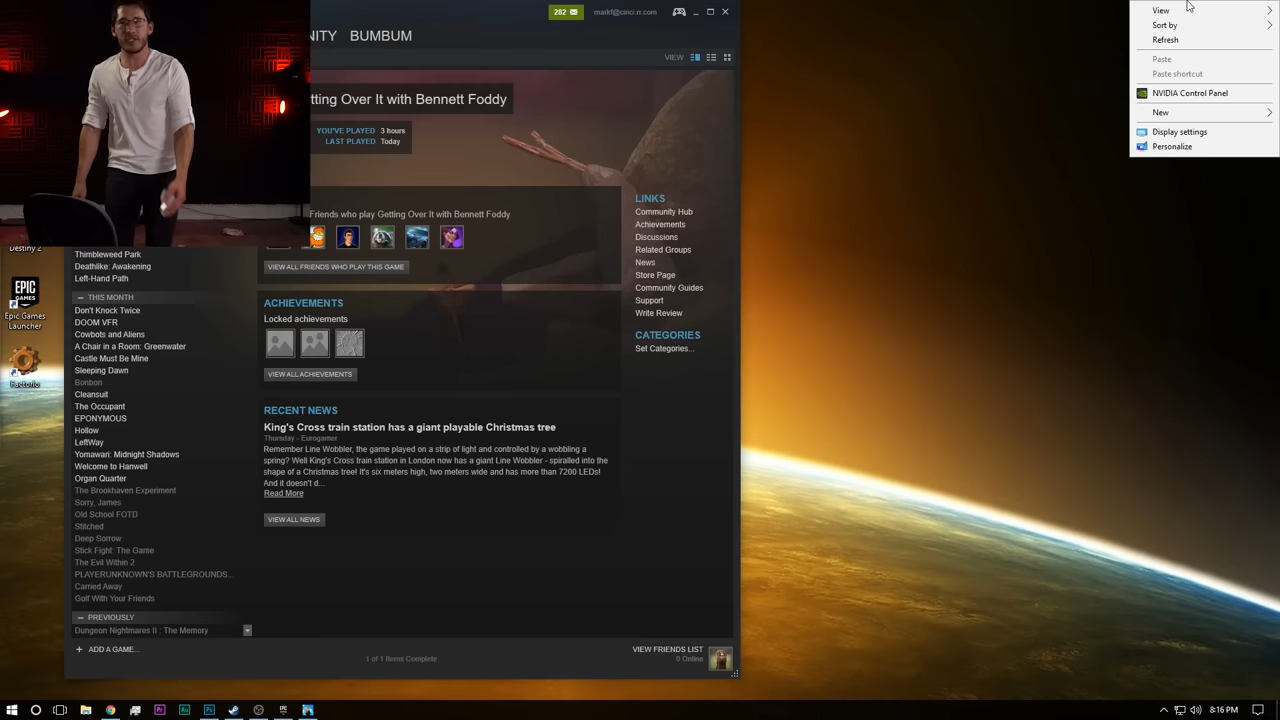 282
markf@cinci.rr.com
NITY BUMBUM
VIEW
tting Over It with Bennett Foddy
YOU'VE PLAYED 3 hours
LAST PLAYED Today
Friends who play Getting Over It with Bennett Foddy
VIEW ALL FRIENDS WHO PLAY THIS GAME
ACHIEVEMENTS
Locked achievements
VIEW ALL ACHIEVEMENTS
RECENT NEWS
King's Cross train station has a giant playable Christmas tree
Thursday - Eurogamer
Remember Line Wobbler, the game played on a strip of light and controlled by a wobbling a
spring? Well King's Cross train station in London now has a giant Line Wobbler - spiralled into the
shape of a Christmas tree! It's six meters high, two meters wide and has more than 7200 LEDs!
And it doesn't d...
Read More
VIEW ALL NEWS
LINKS
Community Hub
Achievements
Discussions
Related Groups
News
Store Page
Community Guides
Support
Write Review
CATEGORIES
Set Categories...
Destiny 2
EPIC
GAMES
Epic Games
Launcher
Factorio
Thimbleweed Park
Deathlike: Awakening
Left-Hand Path
— THIS MONTH
Don't Knock Twice
DOOM VFR
Cowbots and Aliens
A Chair in a Room: Greenwater
Castle Must Be Mine
Sleeping Dawn
Bonbon
Cleansuit
The Occupant
EPONYMOUS
Hollow
LeftWay
Yomawari: Midnight Shadows
Welcome to Hanwell
Organ Quarter
The Brookhaven Experiment
Sorry, James
Old School FOTD
Stitched
Deep Sorrow
Stick Fight: The Game
The Evil Within 2
PLAYERUNKNOWN'S BATTLEGROUNDS...
Carried Away
Golf With Your Friends
— PREVIOUSLY
Dungeon Nightmares II : The Memory
+ ADD A GAME...
1 of 1 Items Complete
VIEW FRIENDS LIST
0 Online
View
Sort by
Refresh
Paste
Paste shortcut
NVIDIA Control Panel
New
Display settings
Personalize
Pr
Au
Ps
EPIC
8:16 PM